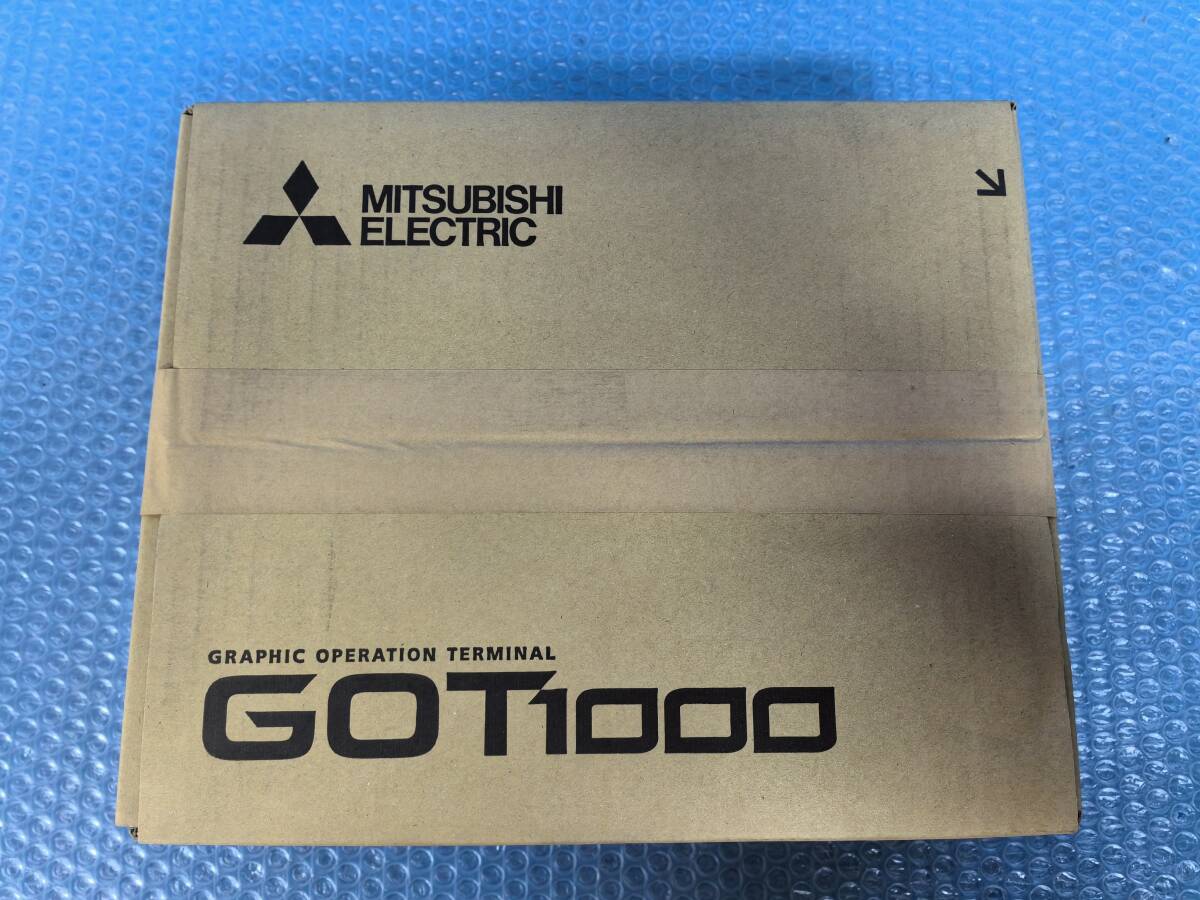 MITSUBISHI
ELECTRIC
GRAPHIC OPERATION TERMINAL
GOT1000